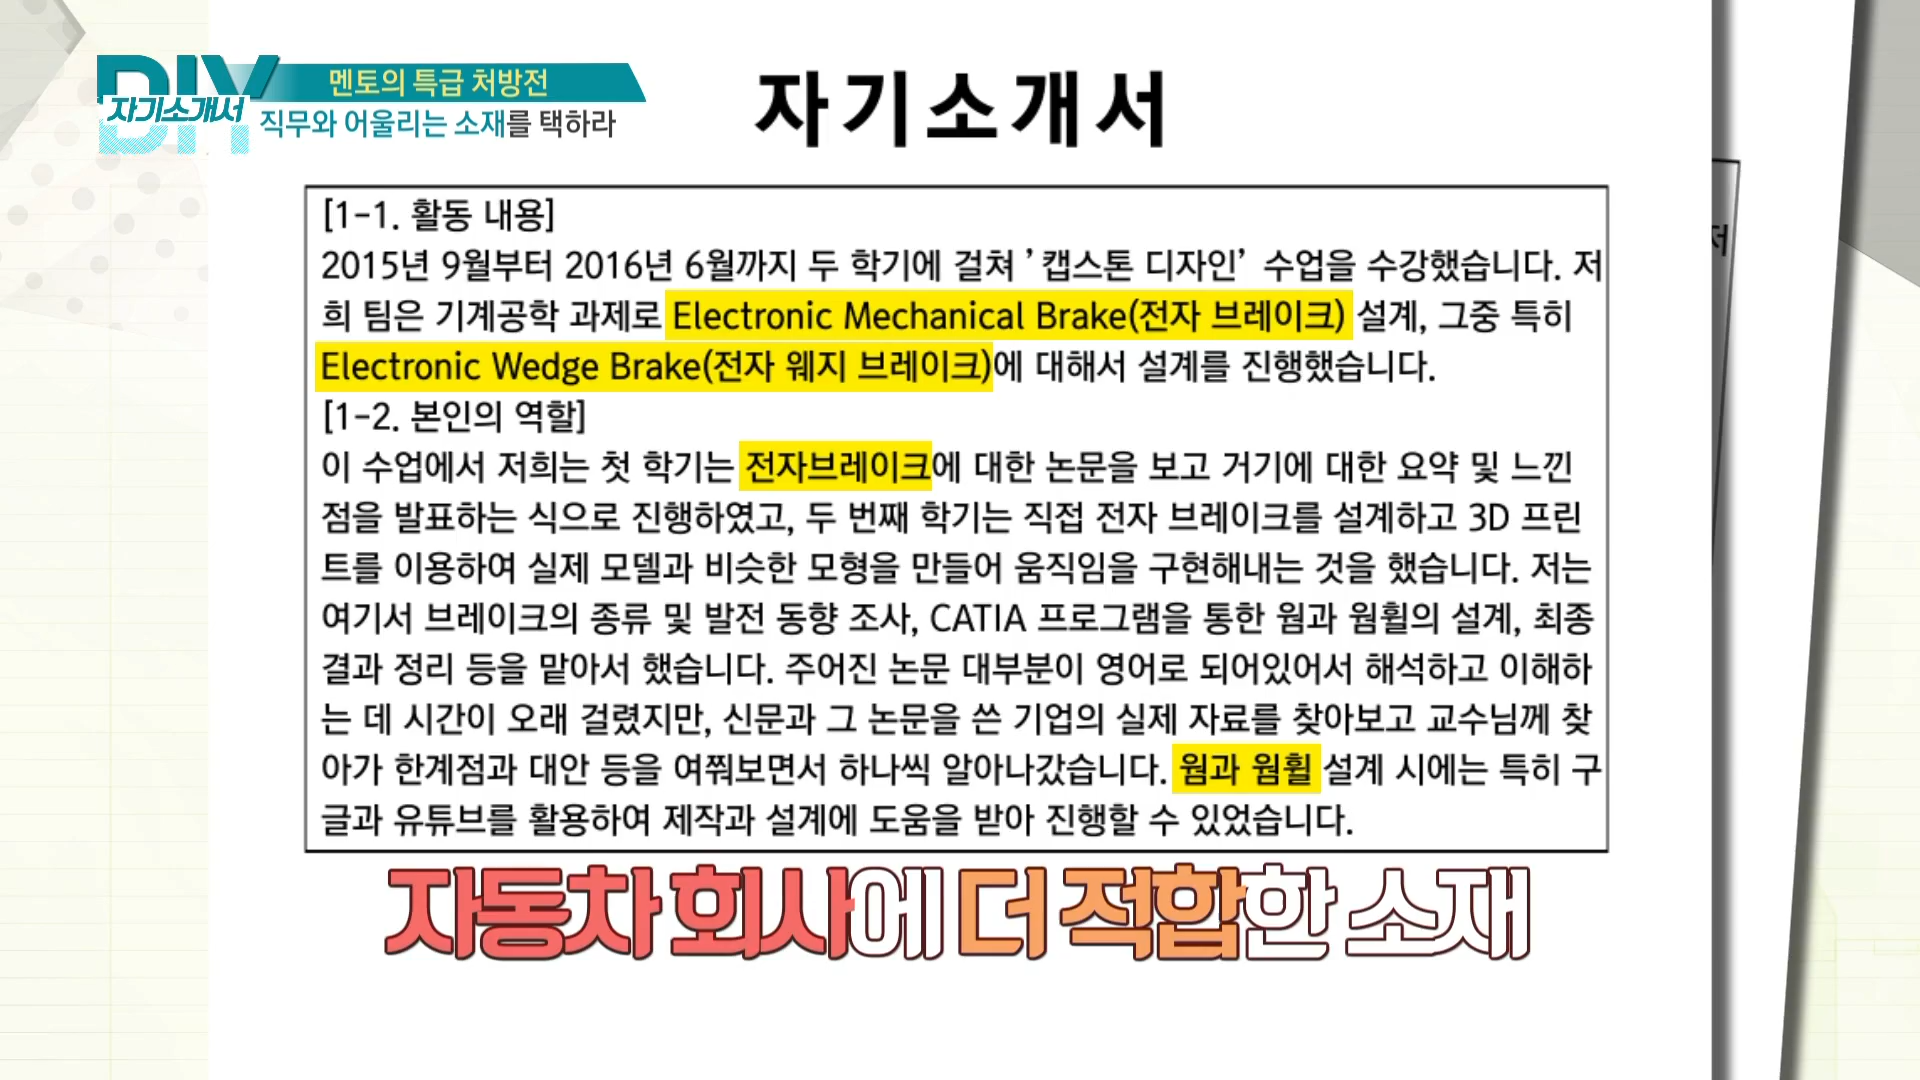 DIY
자기소개서
멘토의 특급 처방전
직무와 어울리는 소재를 택하라
자기소개서
[1-1. 활동 내용]
2015년 9월부터 2016년 6월까지 두 학기에 걸쳐 ’캡스톤 디자인’ 수업을 수강했습니다. 저
희 팀은 기계공학 과제로 Electronic Mechanical Brake(전자 브레이크) 설계, 그중 특히
Electronic Wedge Brake(전자 웨지 브레이크)에 대해서 설계를 진행했습니다.
[1-2. 본인의 역할]
이 수업에서 저희는 첫 학기는 전자브레이크에 대한 논문을 보고 거기에 대한 요약 및 느낀
점을 발표하는 식으로 진행하였고, 두 번째 학기는 직접 전자 브레이크를 설계하고 3D 프린
트를 이용하여 실제 모델과 비슷한 모형을 만들어 움직임을 구현해내는 것을 했습니다. 저는
여기서 브레이크의 종류 및 발전 동향 조사, CATIA 프로그램을 통한 웜과 웜휠의 설계, 최종
결과 정리 등을 맡아서 했습니다. 주어진 논문 대부분이 영어로 되어있어서 해석하고 이해하
는 데 시간이 오래 걸렸지만, 신문과 그 논문을 쓴 기업의 실제 자료를 찾아보고 교수님께 찾
아가 한계점과 대안 등을 여쭤보면서 하나씩 알아나갔습니다. 웜과 웜휠 설계 시에는 특히 구
글과 유튜브를 활용하여 제작과 설계에 도움을 받아 진행할 수 있었습니다.
저
자동차 회사에 더 적합한 소재